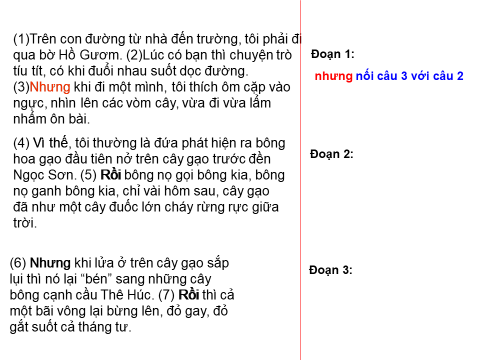 (1)Trên con đường từ nhà đến trường, tôi phải đi
qua bờ Hồ Gươm. (2)Lúc có bạn thì chuyện trò
tíu tít, có khi đuổi nhau suốt dọc đường.
(3)Nhưng khi đi một mình, tôi thích ôm cặp vào
ngực, nhìn lên các vòm cây, vừa đi vừa lẩm
nhẩm ôn bài.
Đoạn 1:
nhưng nối câu 3 với câu 2
(4) Vì thế, tôi thường là đứa phát hiện ra bông
hoa gạo đầu tiên nở trên cây gạo trước đền
Ngọc Sơn. (5) Rồi bông nọ gọi bông kia, bông
nọ ganh bông kia, chỉ vài hôm sau, cây gạo
đã như một cây đuốc lớn cháy rừng rực giữa
trời.
Đoạn 2:
(6) Nhưng khi lửa ở trên cây gạo sắp
lụi thì nó lại “bén” sang những cây
bông cạnh cầu Thê Húc. (7) Rồi thì cả
một bãi vông lại bừng lên, đỏ gay, đỏ
gắt suốt cả tháng tư.
Đoạn 3: